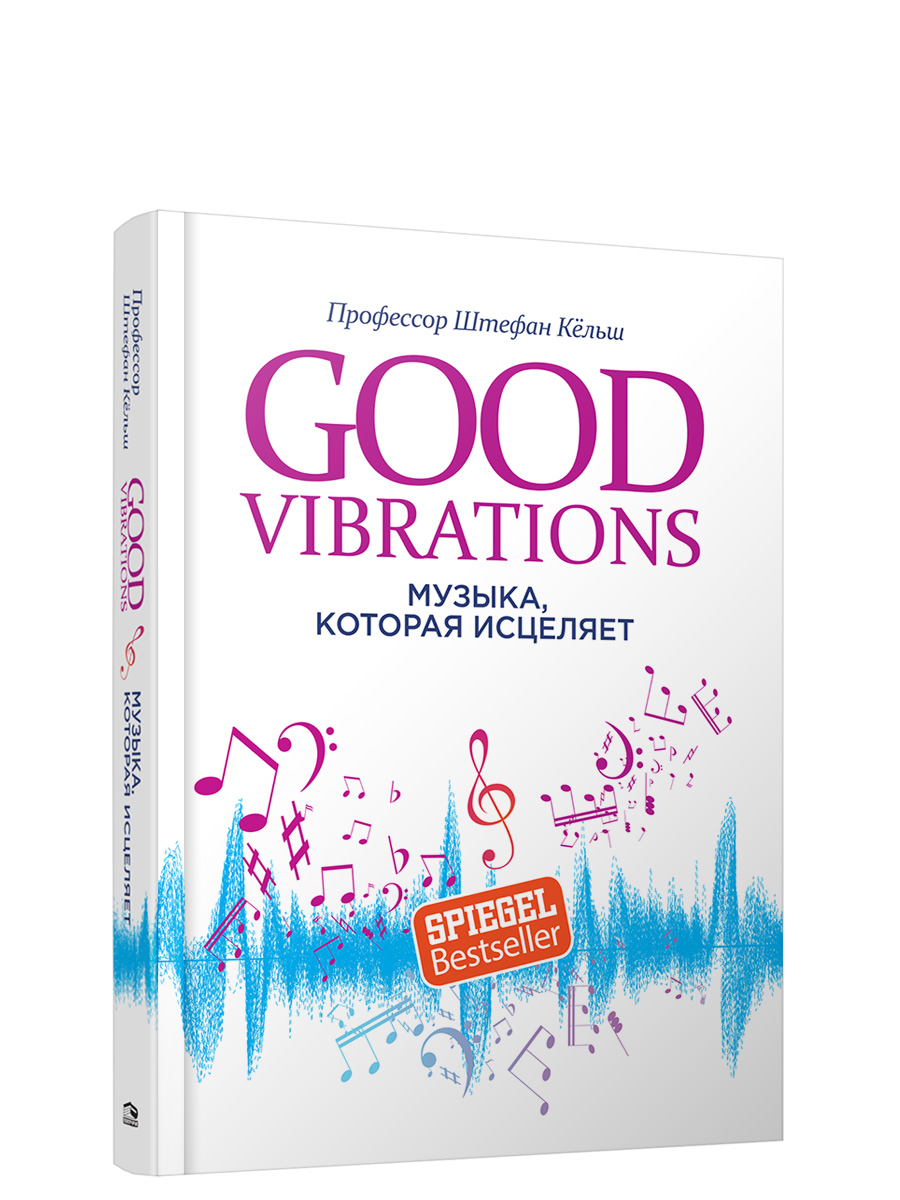 Профессор Штефан Кёльш
GOOD
VIBRATIONS
МУЗЫКА,
КОТОРАЯ ИСЦЕЛЯЕТ
SPIEGEL
Bestseller
Профессор
Штефан Кёльш
GOOD
VIBRATIONS
МУЗЫКА,
КОТОРАЯ ИСЦЕЛЯЕТ